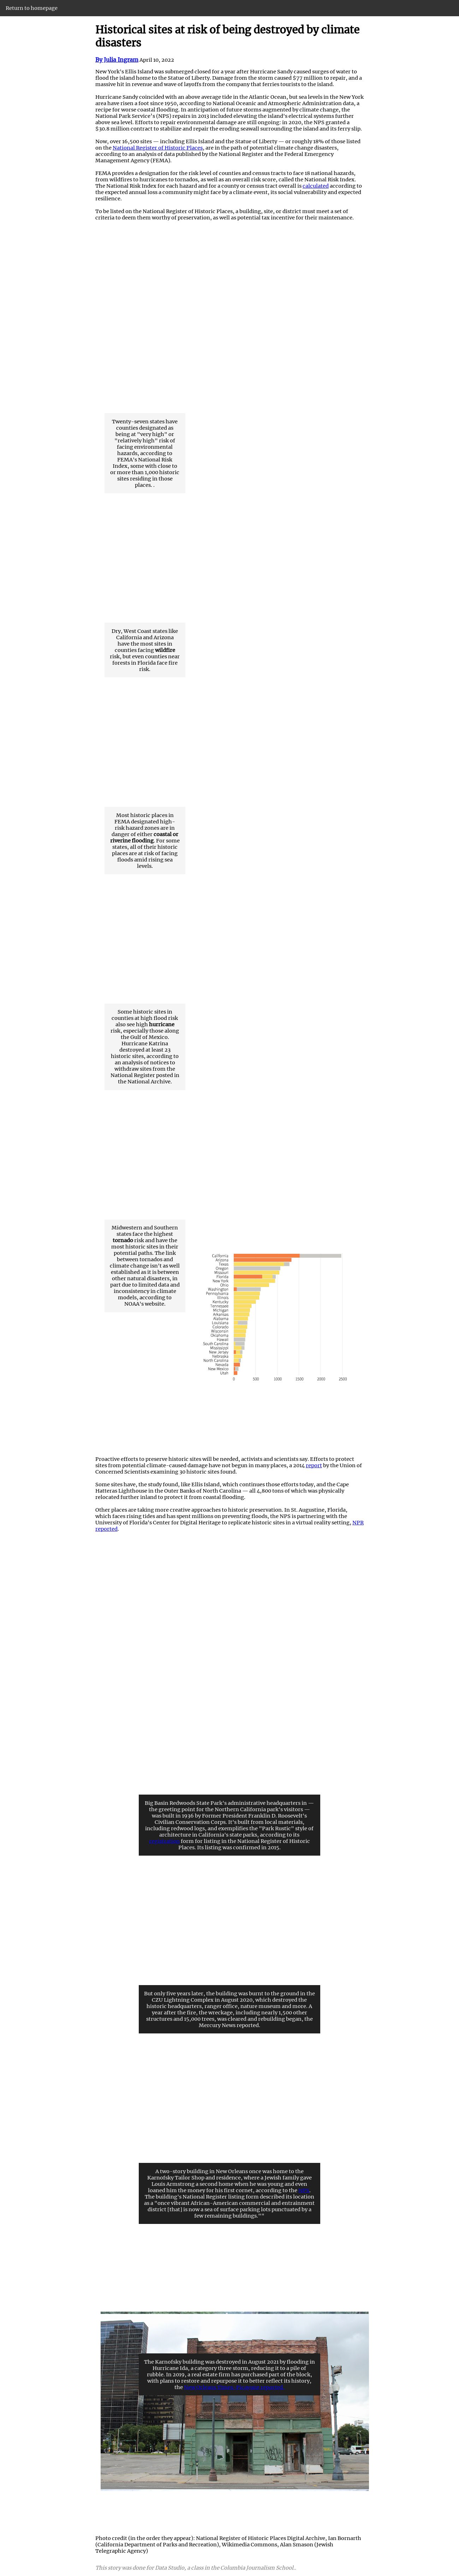 Return to homepage
Historical sites at risk of being destroyed by climate
disasters
By Julia Ingram April 10, 2022
New York's Ellis Island was submerged closed for a year after Hurricane Sandy caused surges of water to
flood the island home to the Statue of Liberty. Damage from the storm caused $77 million to repair, and a
massive hit in revenue and wave of layoffs from the company that ferries tourists to the island.
Hurricane Sandy coincided with an above average tide in the Atlantic Ocean, but sea levels in the New York
area have risen a foot since 1950, according to National Oceanic and Atmospheric Administration data, a
recipe for worse coastal flooding. In anticipation of future storms augmented by climate change, the
National Park Service's (NPS) repairs in 2013 included elevating the island's electrical systems further
above sea level. Efforts to repair environmental damage are still ongoing: in 2020, the NPS granted a
$30.8 million contract to stabilize and repair the eroding seawall surrounding the island and its ferry slip.
Now, over 16,500 sites — including Ellis Island and the Statue of Liberty — or roughly 18% of those listed
on the National Register of Historic Places, are in the path of potential climate change disasters,
according to an analysis of data published by the National Register and the Federal Emergency
Management Agency (FEMA).
FEMA provides a designation for the risk level of counties and census tracts to face 18 national hazards,
from wildfires to hurricanes to tornados, as well as an overall risk score, called the National Risk Index.
The National Risk Index for each hazard and for a county or census tract overall is calculated according to
the expected annual loss a community might face by a climate event, its social vulnerability and expected
resilience.
To be listed on the National Register of Historic Places, a building, site, or district must meet a set of
criteria to deem them worthy of preservation, as well as potential tax incentive for their maintenance.
Twenty-seven states have
counties designated as
being at "very high" or
"relatively high" risk of
facing environmental
hazards, according to
FEMA's National Risk
Index, some with close to
or more than 1,000 historic
sites residing in those
places. .
Dry, West Coast states like
California and Arizona
have the most sites in
counties facing wildfire
risk, but even counties near
forests in Florida face fire
risk.
Most historic places in
FEMA designated high-
risk hazard zones are in
danger of either coastal or
riverine flooding. For some
states, all of their historic
places are at risk of facing
floods amid rising sea
levels.
Some historic sites in
counties at high flood risk
also see high hurricane
risk, especially those along
the Gulf of Mexico.
Hurricane Katrina
destroyed at least 23
historic sites, according to
an analysis of notices to
withdraw sites from the
National Register posted in
the National Archive.
Midwestern and Southern
states face the highest
tornado risk and have the
most historic sites in their
potential paths. The link
between tornados and
climate change isn't as well
established as it is between
other natural disasters, in
part due to limited data and
inconsistency in climate
models, according to
NOAA's website.
California
Arizona
Texas
Oregon
Missouri
Florida
New York
Ohio
Washington
Pennsylvania
Illinois
Kentucky
Tennessee
Michigan
Arkansas
Alabama
Louisiana
Colorado
Wisconsin
Oklahoma
Hawaii
South Carolina
Mississippi
New Jersey
Nebraska
North Carolina
Nevada
New Mexico
Utah
0 500 1000 1500 2000 2500
Proactive efforts to preserve historic sites will be needed, activists and scientists say. Efforts to protect
sites from potential climate-caused damage have not begun in many places, a 2014 report by the Union of
Concerned Scientists examining 30 historic sites found.
Some sites have, the study found, like Ellis Island, which continues those efforts today, and the Cape
Hatteras Lighthouse in the Outer Banks of North Carolina — all 4,800 tons of which was physically
relocated further inland to protect it from coastal flooding.
Other places are taking more creative approaches to historic preservation. In St. Augustine, Florida,
which faces rising tides and has spent millions on preventing floods, the NPS is partnering with the
University of Florida's Center for Digital Heritage to replicate historic sites in a virtual reality setting, NPR
reported.
Big Basin Redwoods State Park's administrative headquarters in —
the greeting point for the Northern California park's visitors —
was built in 1936 by Former President Franklin D. Roosevelt's
Civilian Conservation Corps. It's built from local materials,
including redwood logs, and exemplifies the "Park Rustic" style of
architecture in California's state parks, according to its
form for listing in the National Register of Historic
Places. Its listing was confirmed in 2015.
But only five years later, the building was burnt to the ground in the
CZU Lightning Complex in August 2020, which destroyed the
historic headquarters, ranger office, nature museum and more. A
year after the fire, the wreckage, including nearly 1,500 other
structures and 15,000 trees, was cleared and rebuilding began, the
Mercury News reported.
A two-story building in New Orleans once was home to the
Karnofsky Tailor Shop and residence, where a Jewish family gave
Louis Armstrong a second home when he was young and even
loaned him the money for his first cornet, according to the
The building's National Register listing form described its location
as a "once vibrant African-American commercial and entrainment
district [that] is now a sea of surface parking lots punctuated by a
few remaining buildings.""
The Karnofsky building was destroyed in August 2021 by flooding in
Hurricane Ida, a category three storm, reducing it to a pile of
rubble. In 2019, a real estate firm has purchased part of the block,
with plans to restore and repurpose it to better reflect its history,
the
Photo credit (in the order they appear): National Register of Historic Places Digital Archive, Ian Bornarth
(California Department of Parks and Recreation), Wikimedia Commons, Alan Smason (Jewish
Telegraphic Agency)
This story was done for Data Studio, a class in the Columbia Journalism School.